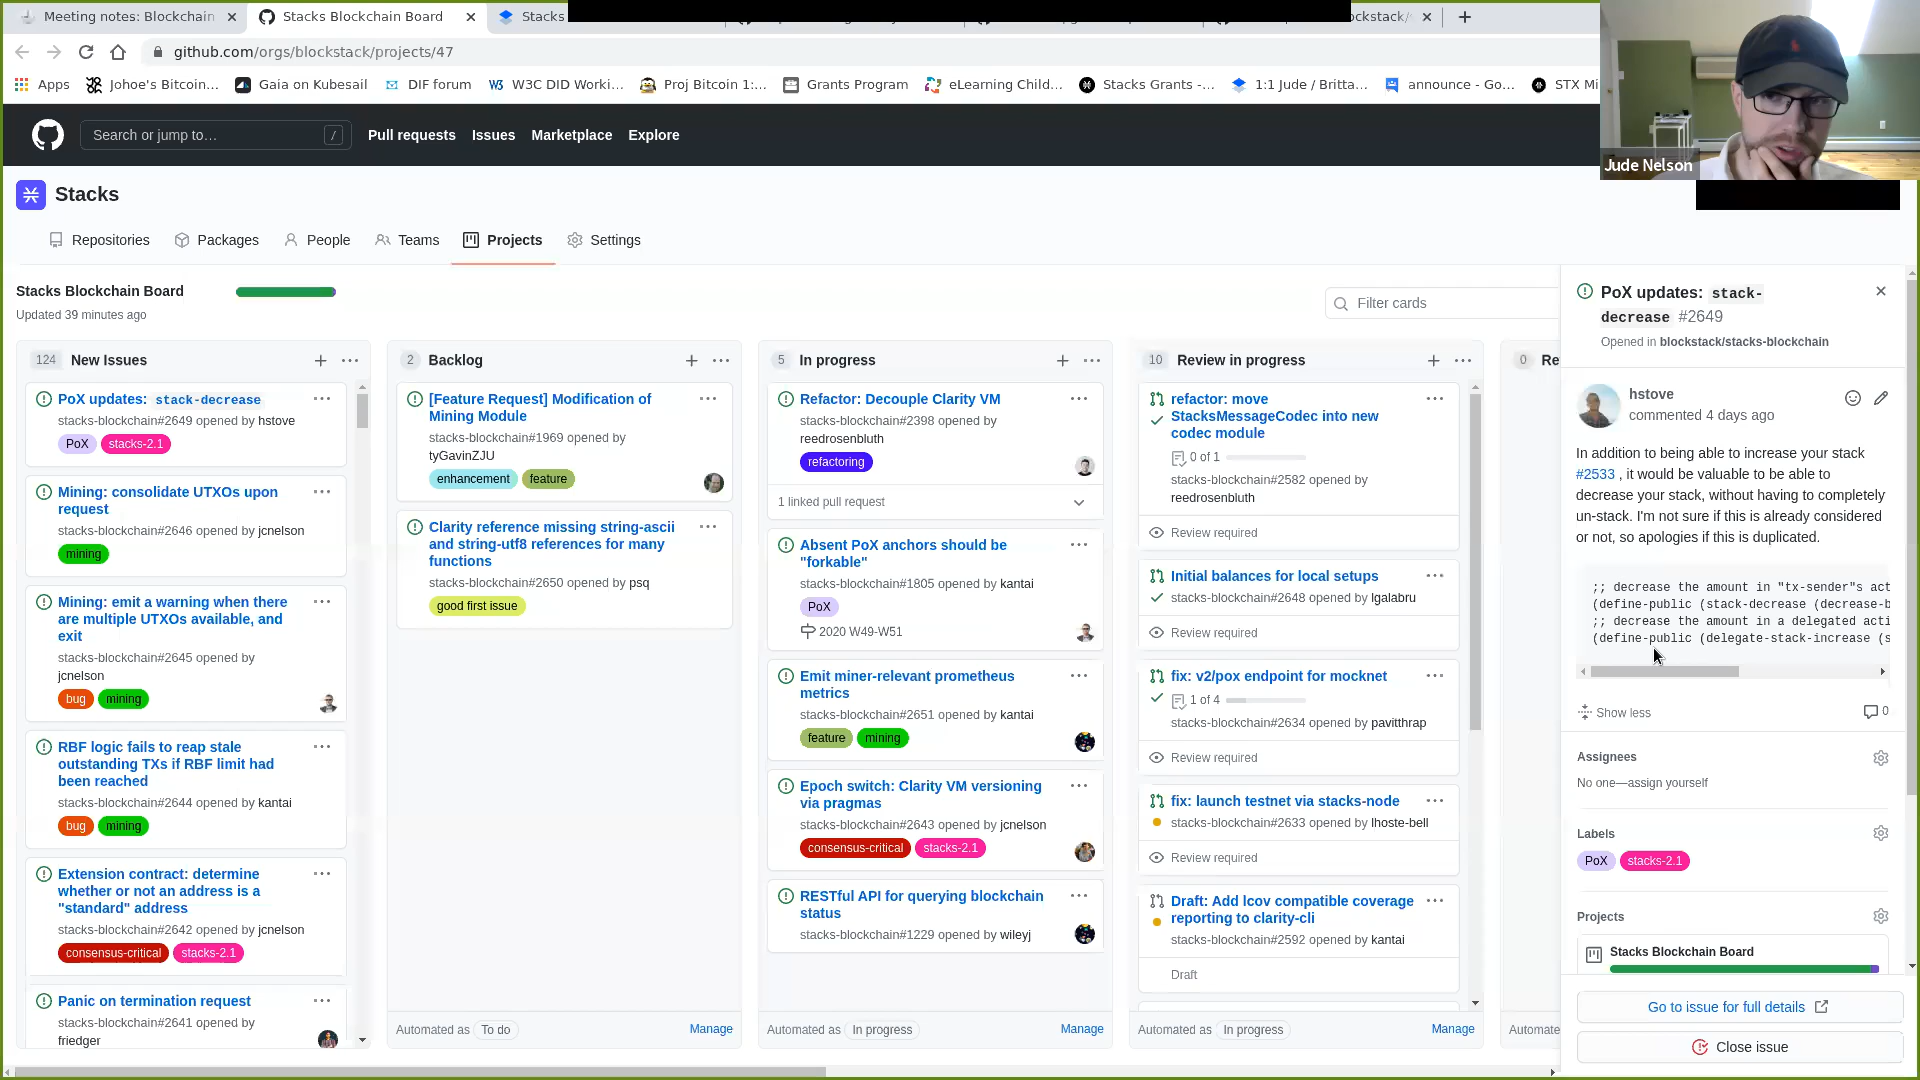 Meeting notes: Blockchain
Stacks Blockchain Board
Stacks
ockstack/
github.com/orgs/blockstack/projects/47
Apps
Johoe's Bitcoin…
Gaia on Kubesail
DIF forum
W3C DID Worki…
Proj Bitcoin 1:…
Grants Program
eLearning Child…
Stacks Grants -…
1:1 Jude / Britta…
announce - Go…
STX Mi
Jude Nelson
Search or jump to…
/
Pull requests
Issues
Marketplace
Explore
Stacks
Repositories
Packages
People
Teams
Projects
Settings
Stacks Blockchain Board
Updated 39 minutes ago
Filter cards
124 New Issues
PoX updates: stack-decrease
stacks-blockchain#2649 opened by hstove
PoX stacks-2.1
Mining: consolidate UTXOs upon
request
stacks-blockchain#2646 opened by jcnelson
mining
Mining: emit a warning when there
are multiple UTXOs available, and
exit
stacks-blockchain#2645 opened by
jcnelson
bug mining
RBF logic fails to reap stale
outstanding TXs if RBF limit had
been reached
stacks-blockchain#2644 opened by kantai
bug mining
Extension contract: determine
whether or not an address is a
"standard" address
stacks-blockchain#2642 opened by jcnelson
consensus-critical stacks-2.1
Panic on termination request
stacks-blockchain#2641 opened by
friedger
2 Backlog
[Feature Request] Modification of
Mining Module
stacks-blockchain#1969 opened by
tyGavinZJU
enhancement feature
Clarity reference missing string-ascii
and string-utf8 references for many
functions
stacks-blockchain#2650 opened by psq
good first issue
Automated as To do Manage
5 In progress
Refactor: Decouple Clarity VM
stacks-blockchain#2398 opened by
reedrosenbluth
refactoring
1 linked pull request
Absent PoX anchors should be
"forkable"
stacks-blockchain#1805 opened by kantai
PoX
2020 W49-W51
Emit miner-relevant prometheus
metrics
stacks-blockchain#2651 opened by kantai
feature mining
Epoch switch: Clarity VM versioning
via pragmas
stacks-blockchain#2643 opened by jcnelson
consensus-critical stacks-2.1
RESTful API for querying blockchain
status
stacks-blockchain#1229 opened by wileyj
Automated as In progress Manage
10 Review in progress
refactor: move
StacksMessageCodec into new
codec module
0 of 1
stacks-blockchain#2582 opened by
reedrosenbluth
Review required
Initial balances for local setups
stacks-blockchain#2648 opened by lgalabru
Review required
fix: v2/pox endpoint for mocknet
1 of 4
stacks-blockchain#2634 opened by pavitthrap
Review required
fix: launch testnet via stacks-node
stacks-blockchain#2633 opened by lhoste-bell
Review required
Draft: Add lcov compatible coverage
reporting to clarity-cli
stacks-blockchain#2592 opened by kantai
Draft
Automated as In progress Manage
0 Re
Automate
PoX updates: stack-
decrease #2649
Opened in blockstack/stacks-blockchain
hstove
commented 4 days ago
In addition to being able to increase your stack
#2533 , it would be valuable to be able to
decrease your stack, without having to completely
un-stack. I'm not sure if this is already considered
or not, so apologies if this is duplicated.
;; decrease the amount in "tx-sender"s act
(define-public (stack-decrease (decrease-b
;; decrease the amount in a delegated acti
(define-public (delegate-stack-increase (s
Show less
0
Assignees
No one—assign yourself
Labels
PoX stacks-2.1
Projects
Stacks Blockchain Board
Go to issue for full details
Close issue